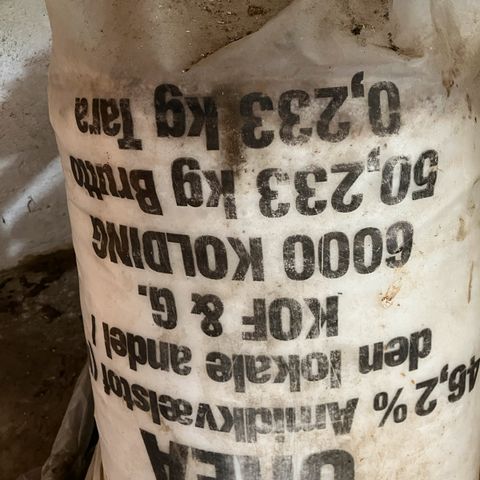 UREA
46,2% Amidkvælstof
den lokale andel
KOF & G.
6000 KOLDING
50,233 kg Brutto
0,233 kg Tara